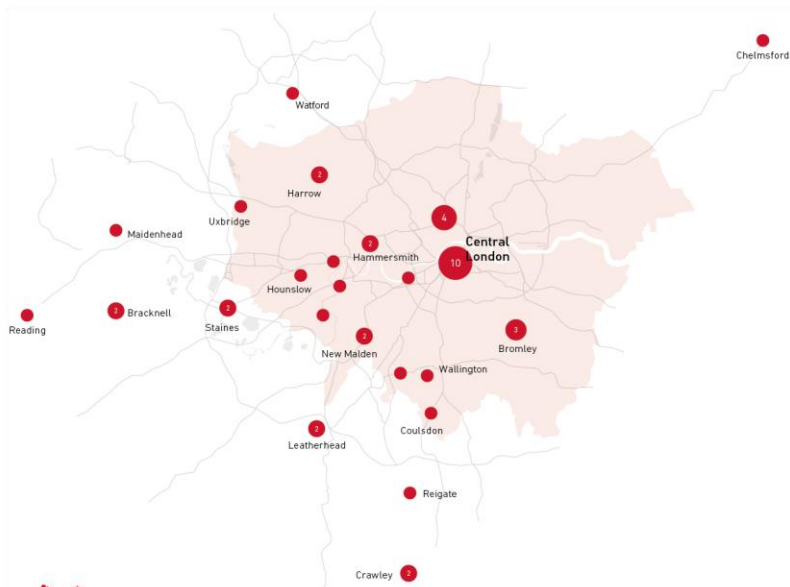 Chelmsford
Watford
2
Harrow
Uxbridge
4
Maidenhead
2
Hammersmith
Central
London
10
Hounslow
2
Bracknell
2
Staines
Reading
2
New Malden
3
Bromley
Wallington
Coulsdon
2
Leatherhead
Reigate
Crawley
2